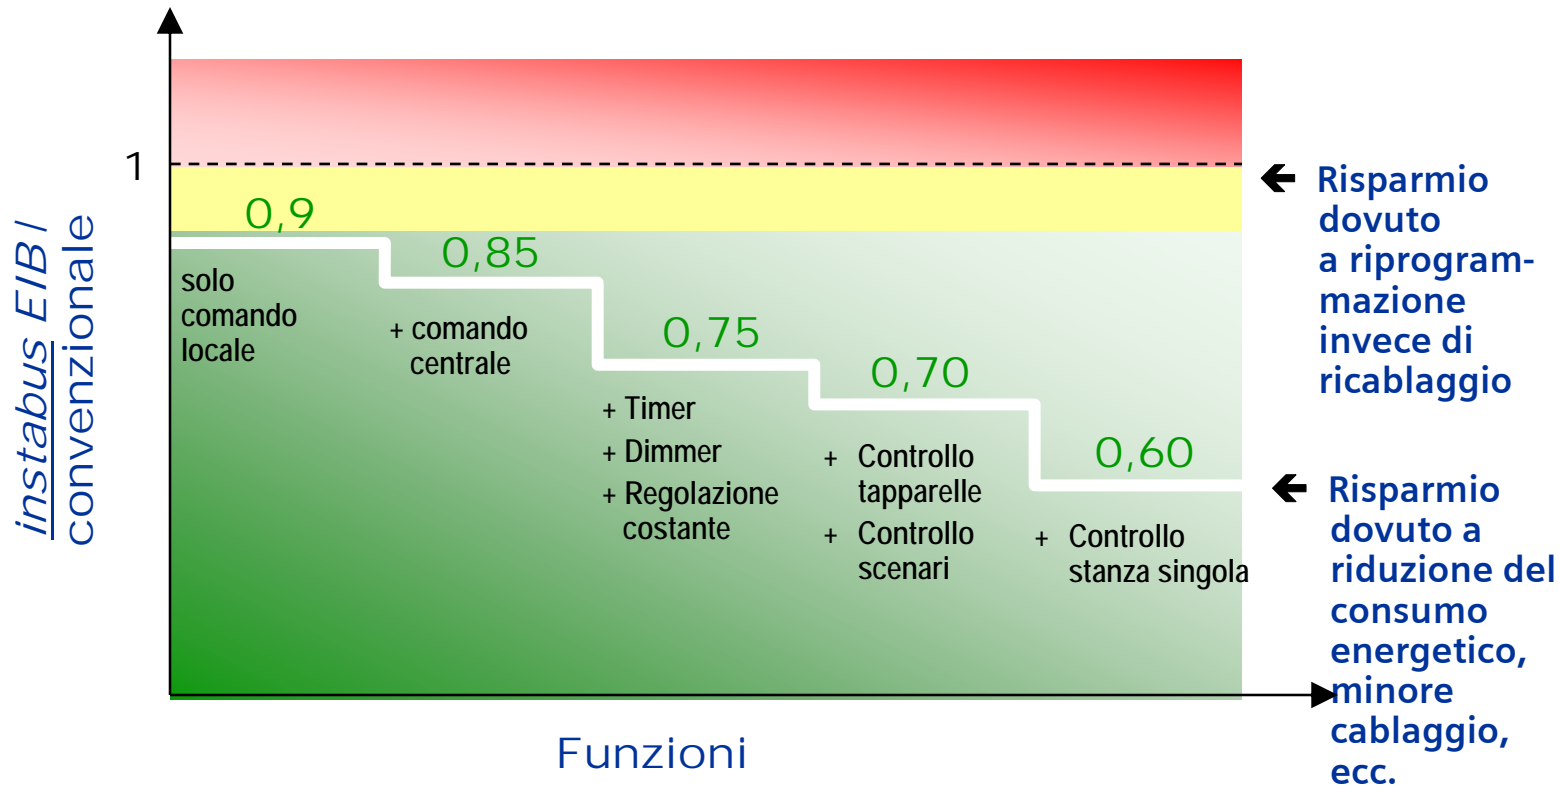 1
instabus EIB /
convenzionale
0,9
solo
comando
locale
0,85
+ comando
centrale
0,75
+ Timer
+ Dimmer
+ Regolazione
costante
0,70
+ Controllo
tapparelle
+ Controllo
scenari
0,60
+ Controllo
stanza singola
Funzioni
Risparmio
dovuto
a riprogram-
mazione
invece di
ricablaggio
Risparmio
dovuto a
riduzione del
consumo
energetico,
minore
cablaggio,
ecc.